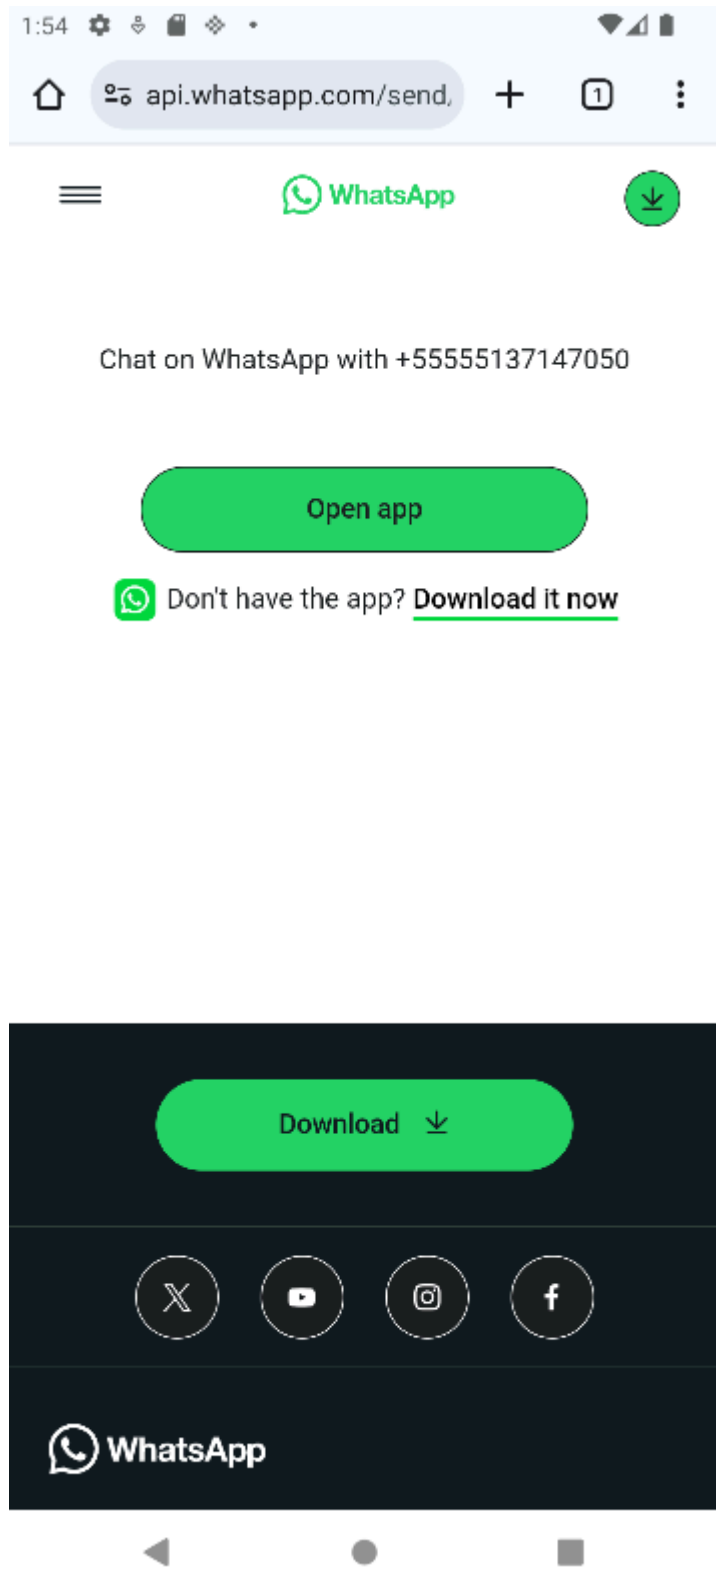 1:54
api.whatsapp.com/send/
1
WhatsApp
Chat on WhatsApp with +55555137147050
Open app
Don't have the app? Download it now
Download
WhatsApp